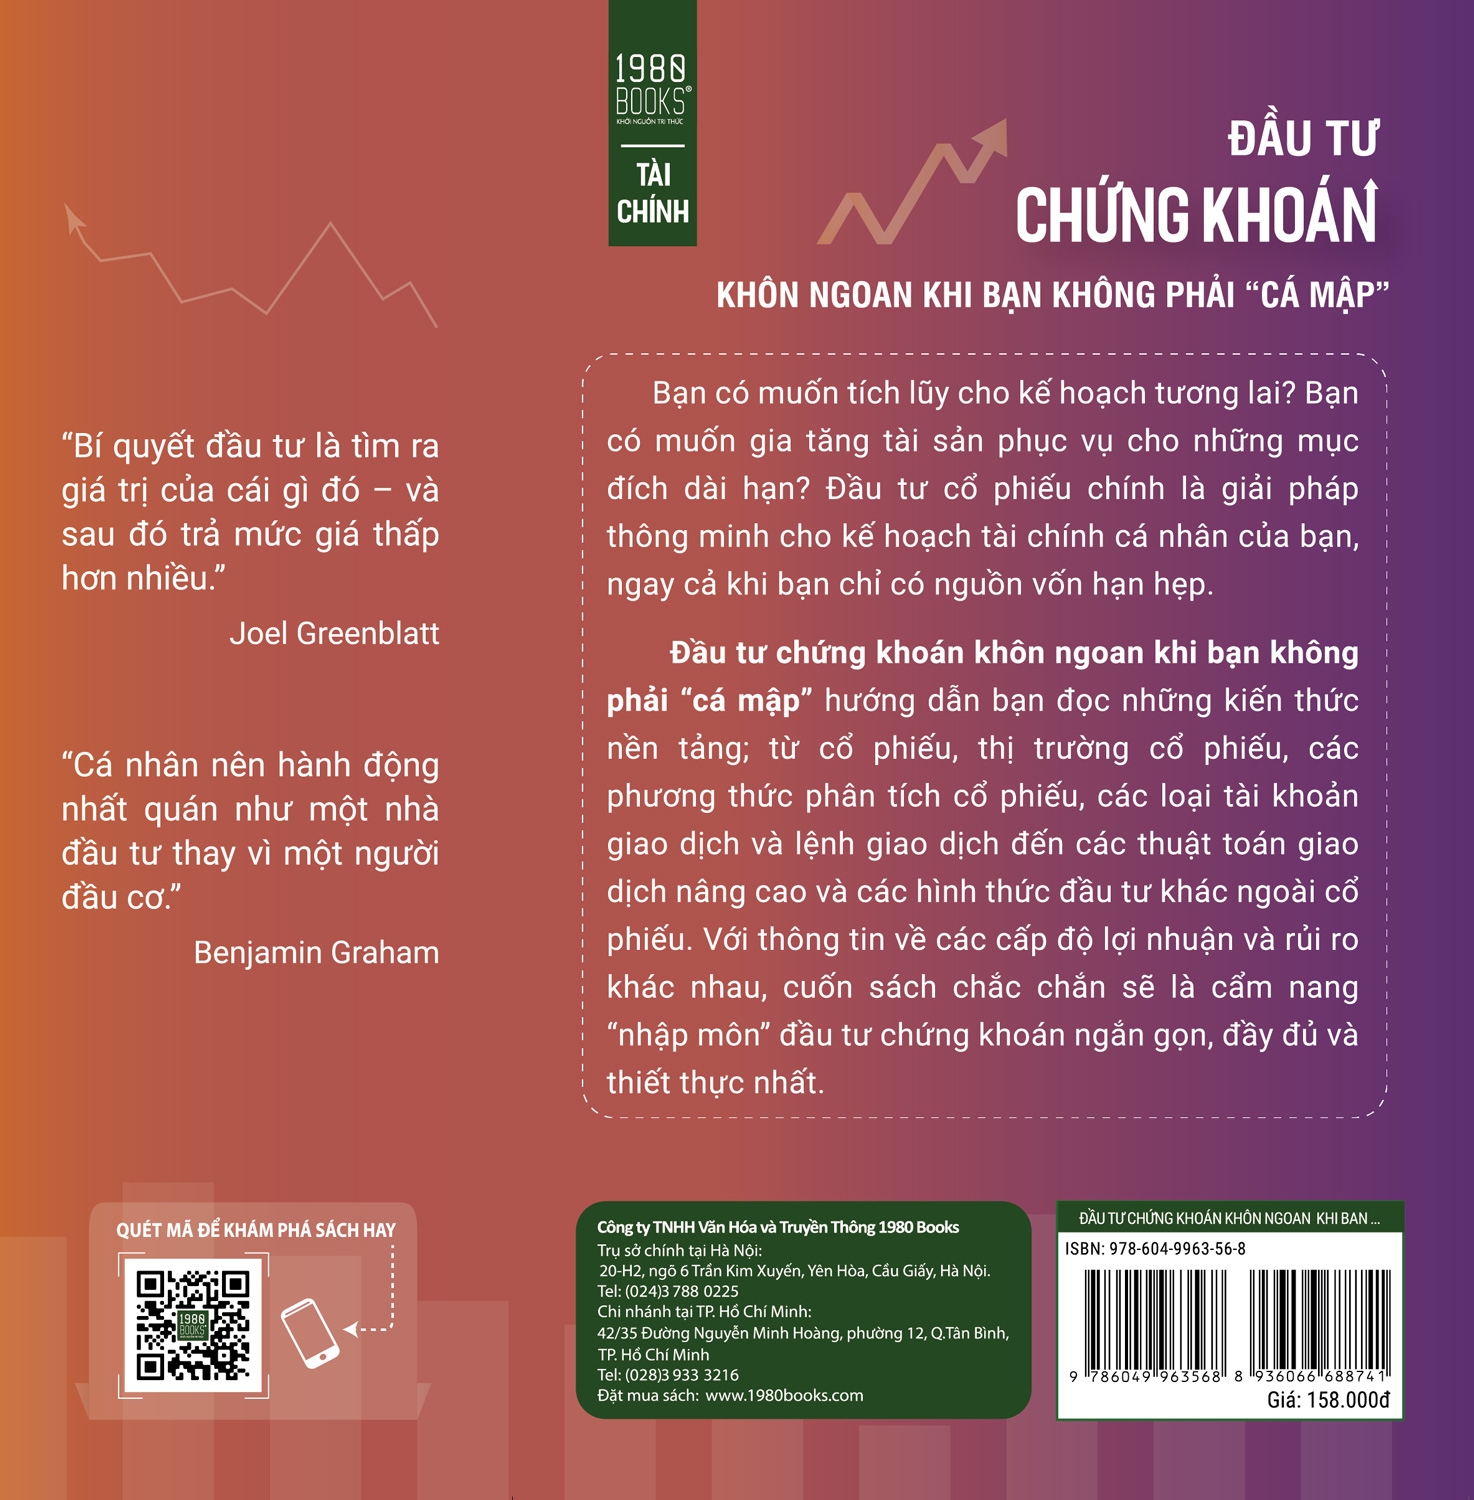 1980
BOOKS®
KHƠI NGUỒN TRI THỨC
TÀI
CHÍNH
ĐẦU TƯ
CHỨNG KHOÁN
KHÔN NGOAN KHI BẠN KHÔNG PHẢI “CÁ MẬP”
“Bí quyết đầu tư là tìm ra
giá trị của cái gì đó – và
sau đó trả mức giá thấp
hơn nhiều.”
Joel Greenblatt
“Cá nhân nên hành động
nhất quán như một nhà
đầu tư thay vì một người
đầu cơ.”
Benjamin Graham
Bạn có muốn tích lũy cho kế hoạch tương lai? Bạn
có muốn gia tăng tài sản phục vụ cho những mục
đích dài hạn? Đầu tư cổ phiếu chính là giải pháp
thông minh cho kế hoạch tài chính cá nhân của bạn,
ngay cả khi bạn chỉ có nguồn vốn hạn hẹp.
Đầu tư chứng khoán khôn ngoan khi bạn không
phải “cá mập” hướng dẫn bạn đọc những kiến thức
nền tảng; từ cổ phiếu, thị trường cổ phiếu, các
phương thức phân tích cổ phiếu, các loại tài khoản
giao dịch và lệnh giao dịch đến các thuật toán giao
dịch nâng cao và các hình thức đầu tư khác ngoài cổ
phiếu. Với thông tin về các cấp độ lợi nhuận và rủi ro
khác nhau, cuốn sách chắc chắn sẽ là cẩm nang
“nhập môn” đầu tư chứng khoán ngắn gọn, đầy đủ và
thiết thực nhất.
QUÉT MÃ ĐỂ KHÁM PHÁ SÁCH HAY
1980
BOOKS
Công ty TNHH Văn Hóa và Truyền Thông 1980 Books
Trụ sở chính tại Hà Nội:
20-H2, ngõ 6 Trần Kim Xuyến, Yên Hòa, Cầu Giấy, Hà Nội.
Tel: (024)3 788 0225
Chi nhánh tại TP. Hồ Chí Minh:
42/35 Đường Nguyễn Minh Hoàng, phường 12, Q.Tân Bình,
TP. Hồ Chí Minh
Tel: (028)3 933 3216
Đặt mua sách: www.1980books.com
ĐẦU TƯ CHỨNG KHOÁN KHÔN NGOAN KHI BAN ...
ISBN: 978-604-9963-56-8
9 786049 963568 8 936066 688741
Giá: 158.000đ